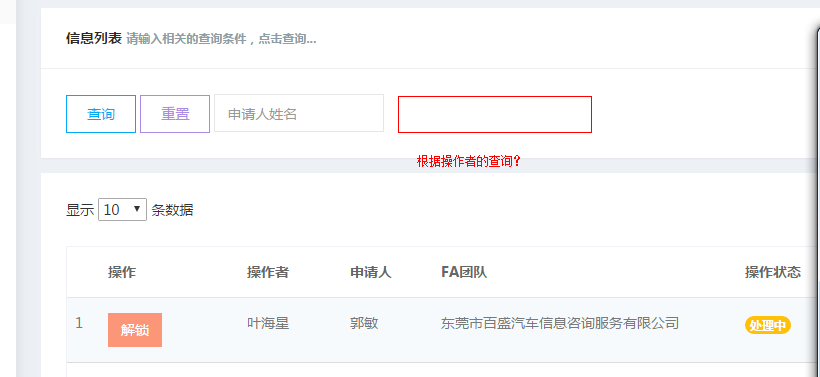 信息列表 请输入相关的查询条件，点击查询...
查询 重置 申请人姓名
根据操作者的查询？
显示 10 条数据
操作 操作者 申请人 FA团队 操作状态
1 解锁 叶海星 郭敏 东莞市百盛汽车信息咨询服务有限公司 处理中